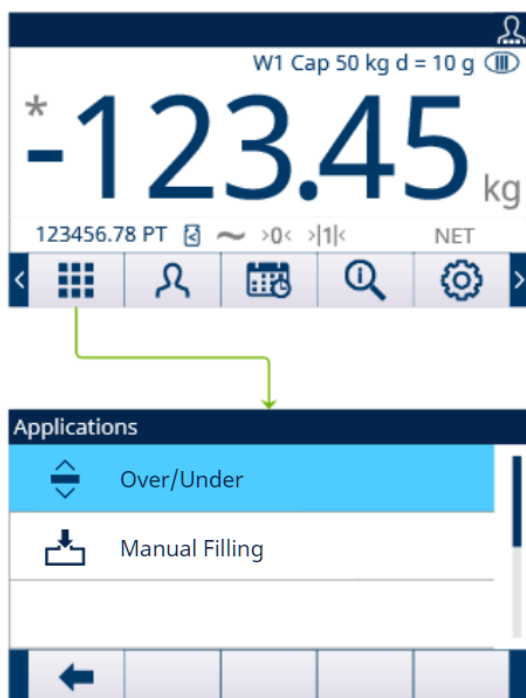 W1 Cap 50 kg d = 10 g
* -123.45 kg
123456.78 PT ~ >0< >|1|< NET
Applications
Over/Under
Manual Filling